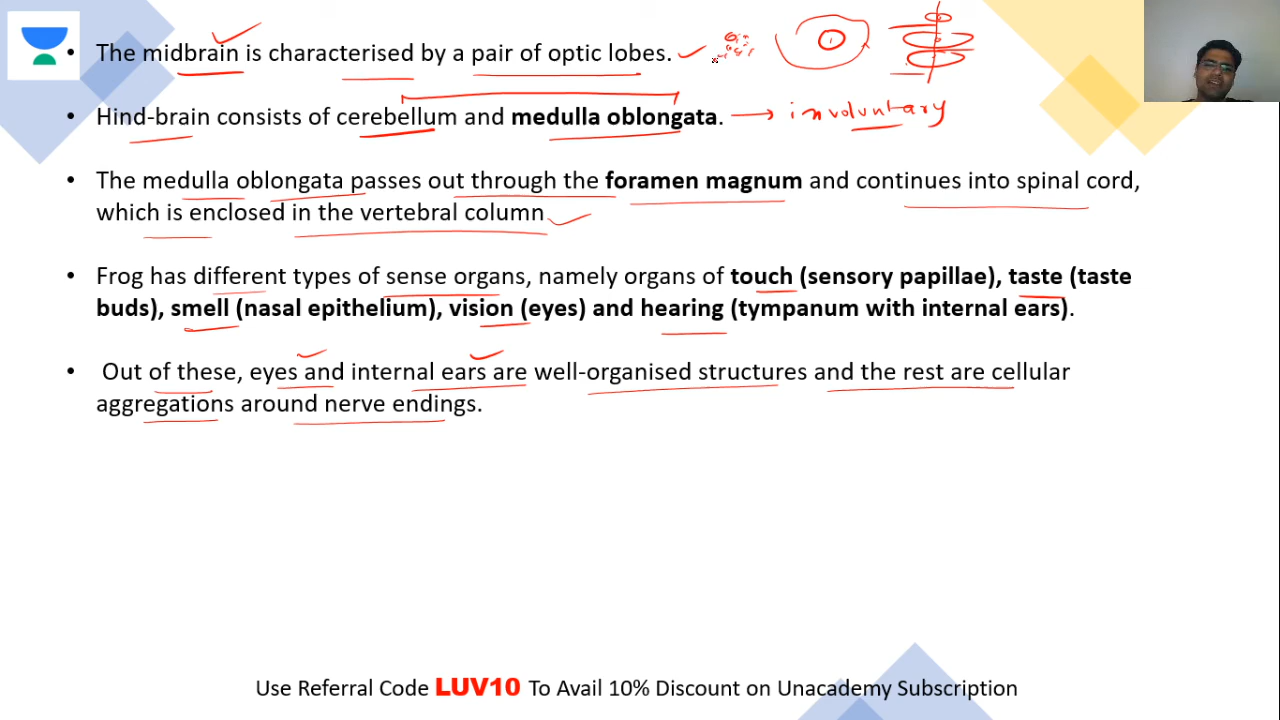 • The midbrain is characterised by a pair of optic lobes.
• Hind-brain consists of cerebellum and medulla oblongata. → involuntary
• The medulla oblongata passes out through the foramen magnum and continues into spinal cord,
which is enclosed in the vertebral column
• Frog has different types of sense organs, namely organs of touch (sensory papillae), taste (taste
buds), smell (nasal epithelium), vision (eyes) and hearing (tympanum with internal ears).
• Out of these, eyes and internal ears are well-organised structures and the rest are cellular
aggregations around nerve endings.
Use Referral Code LUV10 To Avail 10% Discount on Unacademy Subscription